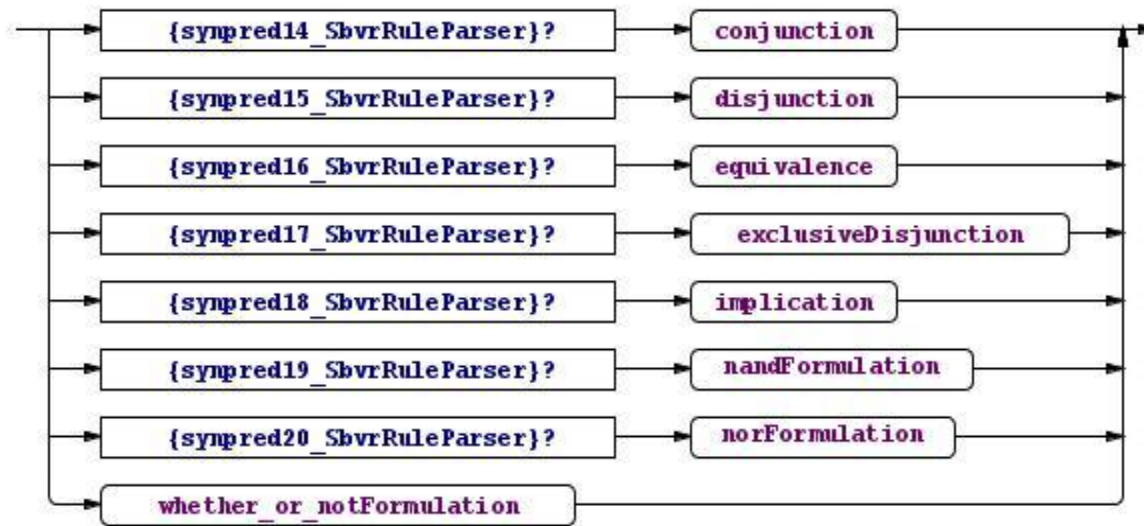 {synpred14_SbvrRuleParser}? conjunction
{synpred15_SbvrRuleParser}? disjunction
{synpred16_SbvrRuleParser}? equivalence
{synpred17_SbvrRuleParser}? exclusiveDisjunction
{synpred18_SbvrRuleParser}? implication
{synpred19_SbvrRuleParser}? nandFormulation
{synpred20_SbvrRuleParser}? norFormulation
whether_or_notFormulation